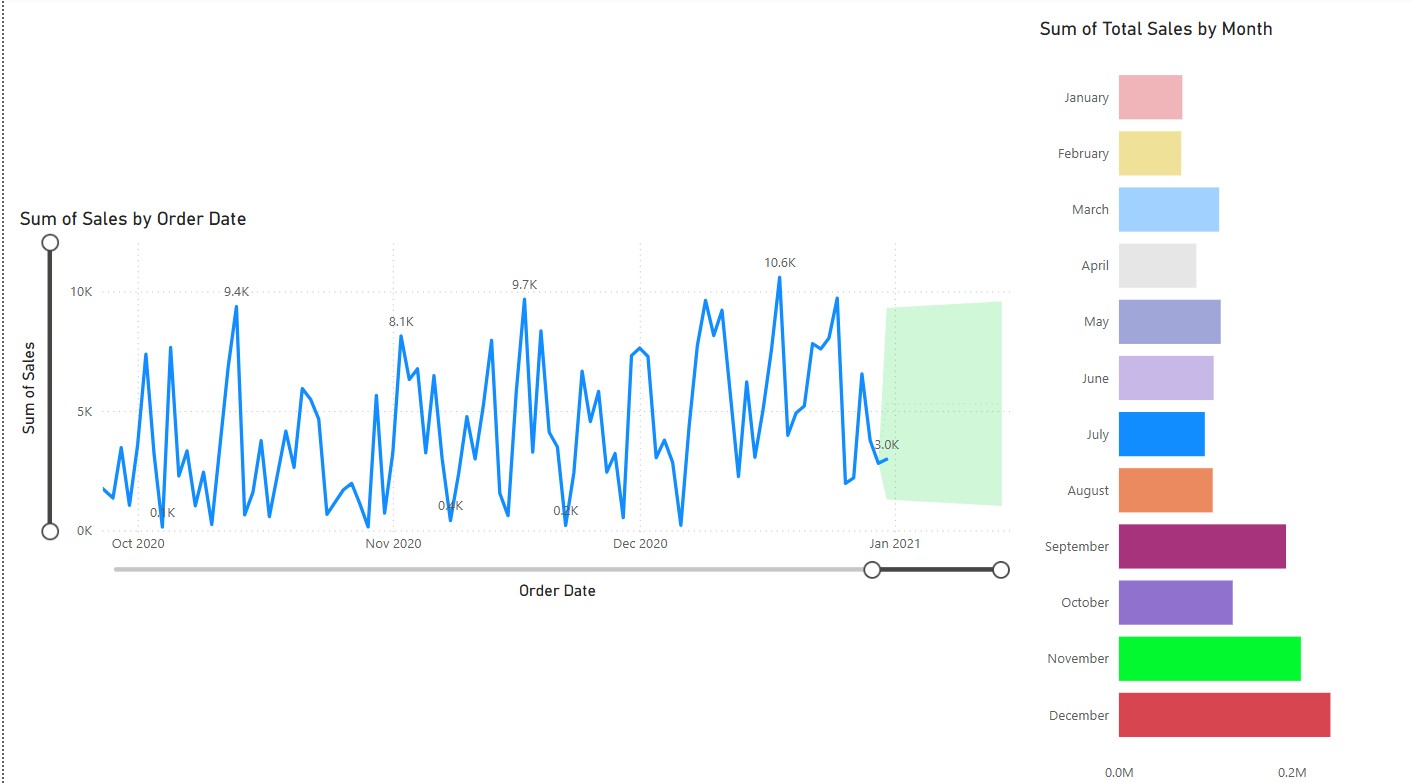 Sum of Total Sales by Month
January
February
March
April
May
June
July
August
September
October
November
December
0.0M 0.2M
Sum of Sales by Order Date
Sum of Sales
10K
5K
0K
9.4K
8.1K
9.7K
10.6K
3.0K
0.1K
0.4K
0.2K
Oct 2020 Nov 2020 Dec 2020 Jan 2021
Order Date